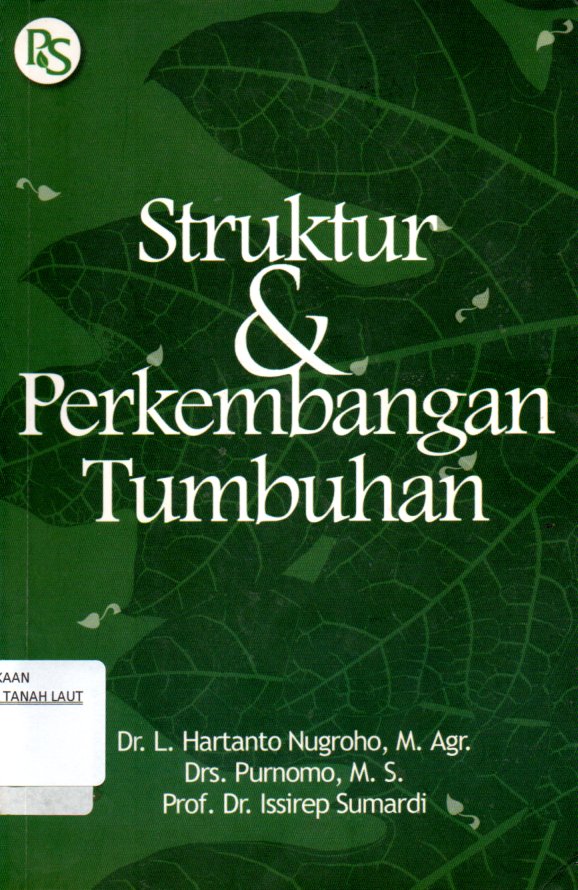 PS
Struktur
&
Perkembangan
Tumbuhan
KAAN
TANAH LAUT
Dr. L. Hartanto Nugroho, M. Agr.
Drs. Purnomo, M. S.
Prof. Dr. Issirep Sumardi